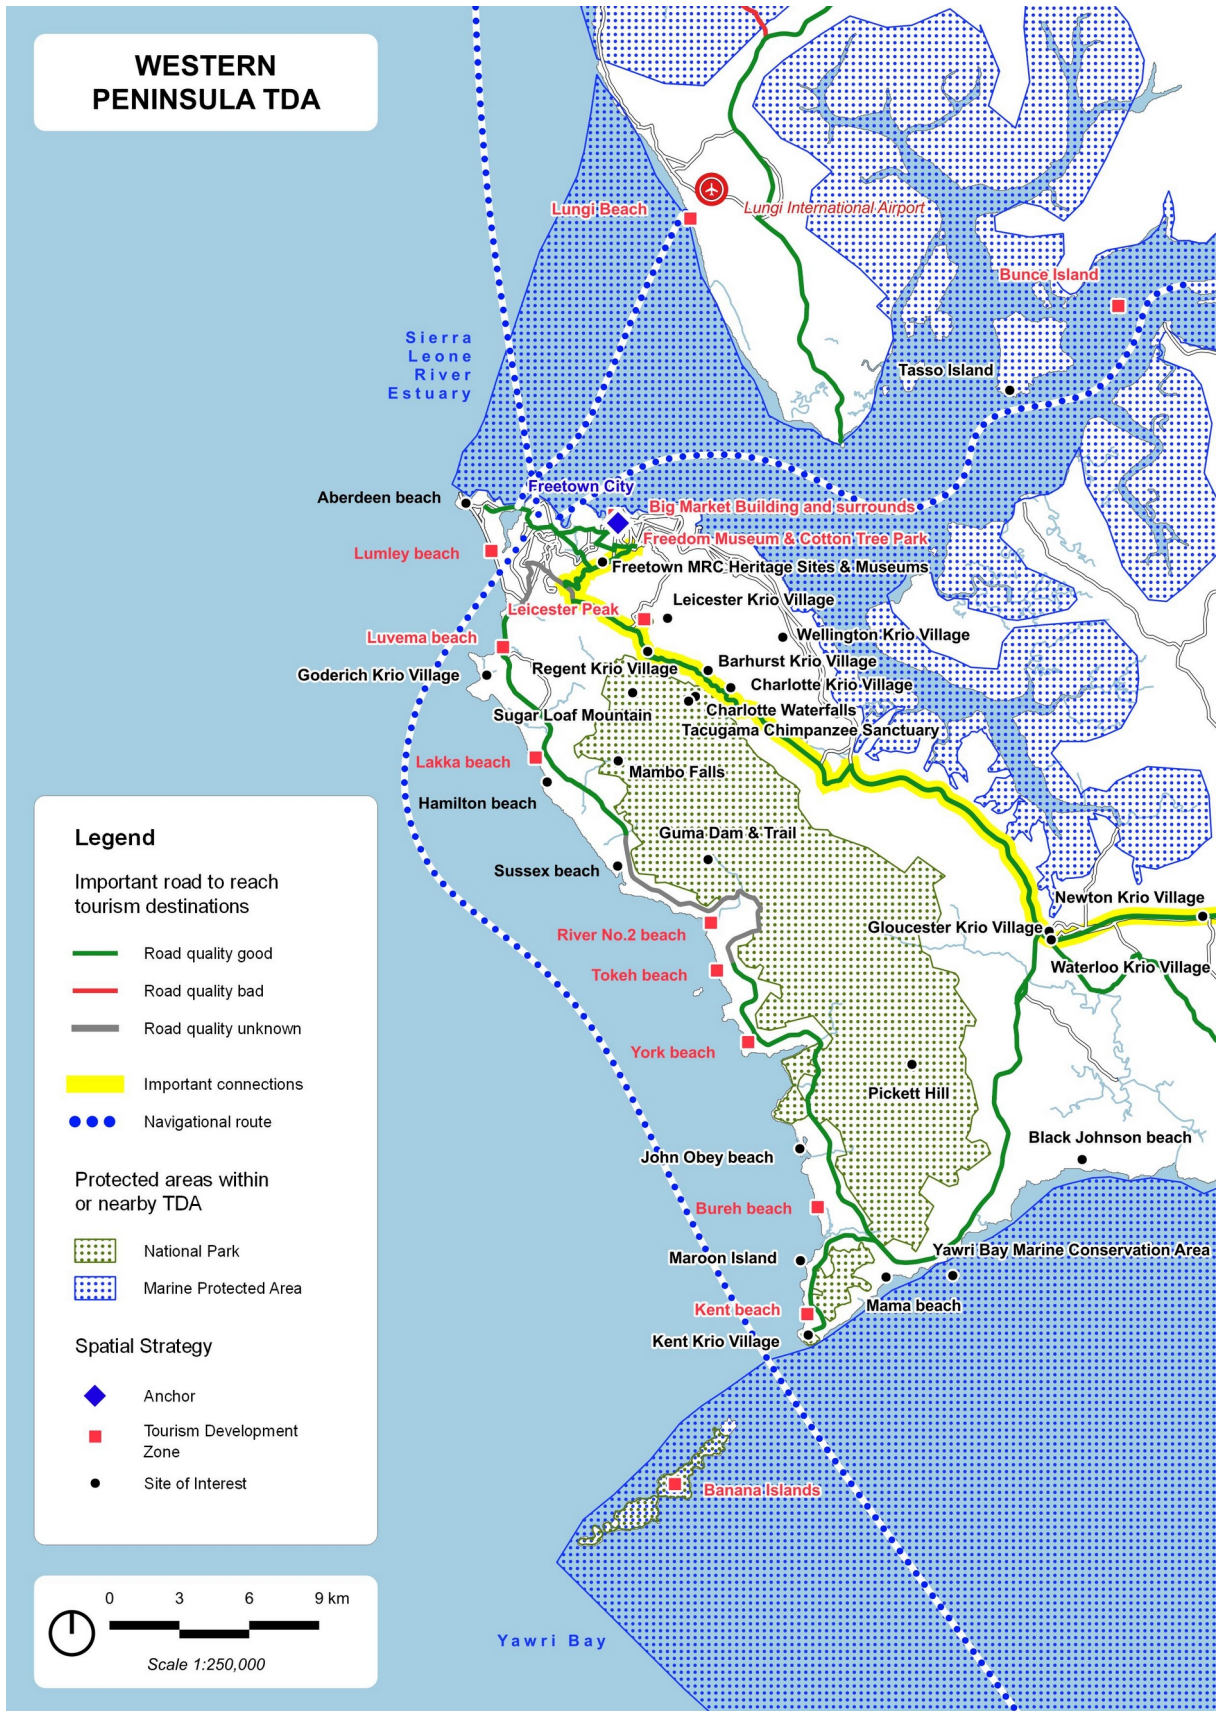 WESTERN
PENINSULA TDA
Lungi Beach
Lungi International Airport
Bunce Island
Sierra
Leone
River
Estuary
Tasso Island
Freetown City
Aberdeen beach
Big Market Building and surrounds
Lumley beach
Freedom Museum & Cotton Tree Park
Freetown MRC Heritage Sites & Museums
Leicester Peak
Leicester Krio Village
Luvema beach
Wellington Krio Village
Goderich Krio Village
Regent Krio Village
Barhurst Krio Village
Charlotte Krio Village
Sugar Loaf Mountain
Charlotte Waterfalls
Tacugama Chimpanzee Sanctuary
Lakka beach
Mambo Falls
Hamilton beach
Guma Dam & Trail
Sussex beach
Newton Krio Village
River No.2 beach
Gloucester Krio Village
Tokeh beach
Waterloo Krio Village
York beach
Pickett Hill
John Obey beach
Black Johnson beach
Bureh beach
Maroon Island
Yawri Bay Marine Conservation Area
Kent beach
Mama beach
Kent Krio Village
Banana Islands
Yawri Bay
Legend
Important road to reach
tourism destinations
Road quality good
Road quality bad
Road quality unknown
Important connections
Navigational route
Protected areas within
or nearby TDA
National Park
Marine Protected Area
Spatial Strategy
Anchor
Tourism Development
Zone
Site of Interest
0 3 6 9 km
Scale 1:250,000